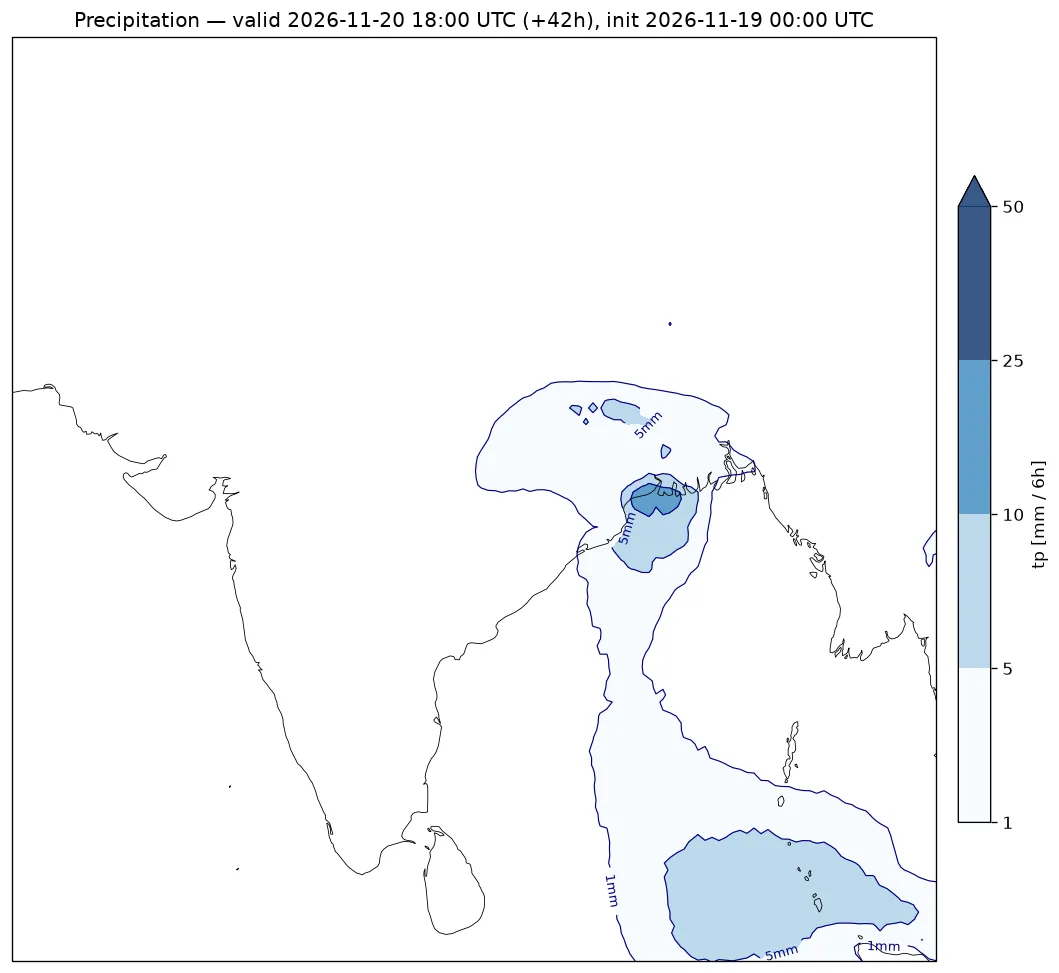 Precipitation — valid 2026-11-20 18:00 UTC (+42h), init 2026-11-19 00:00 UTC
50
25
10
5
1
tp [mm / 6h]
5mm
5mm
1mm
5mm
1mm